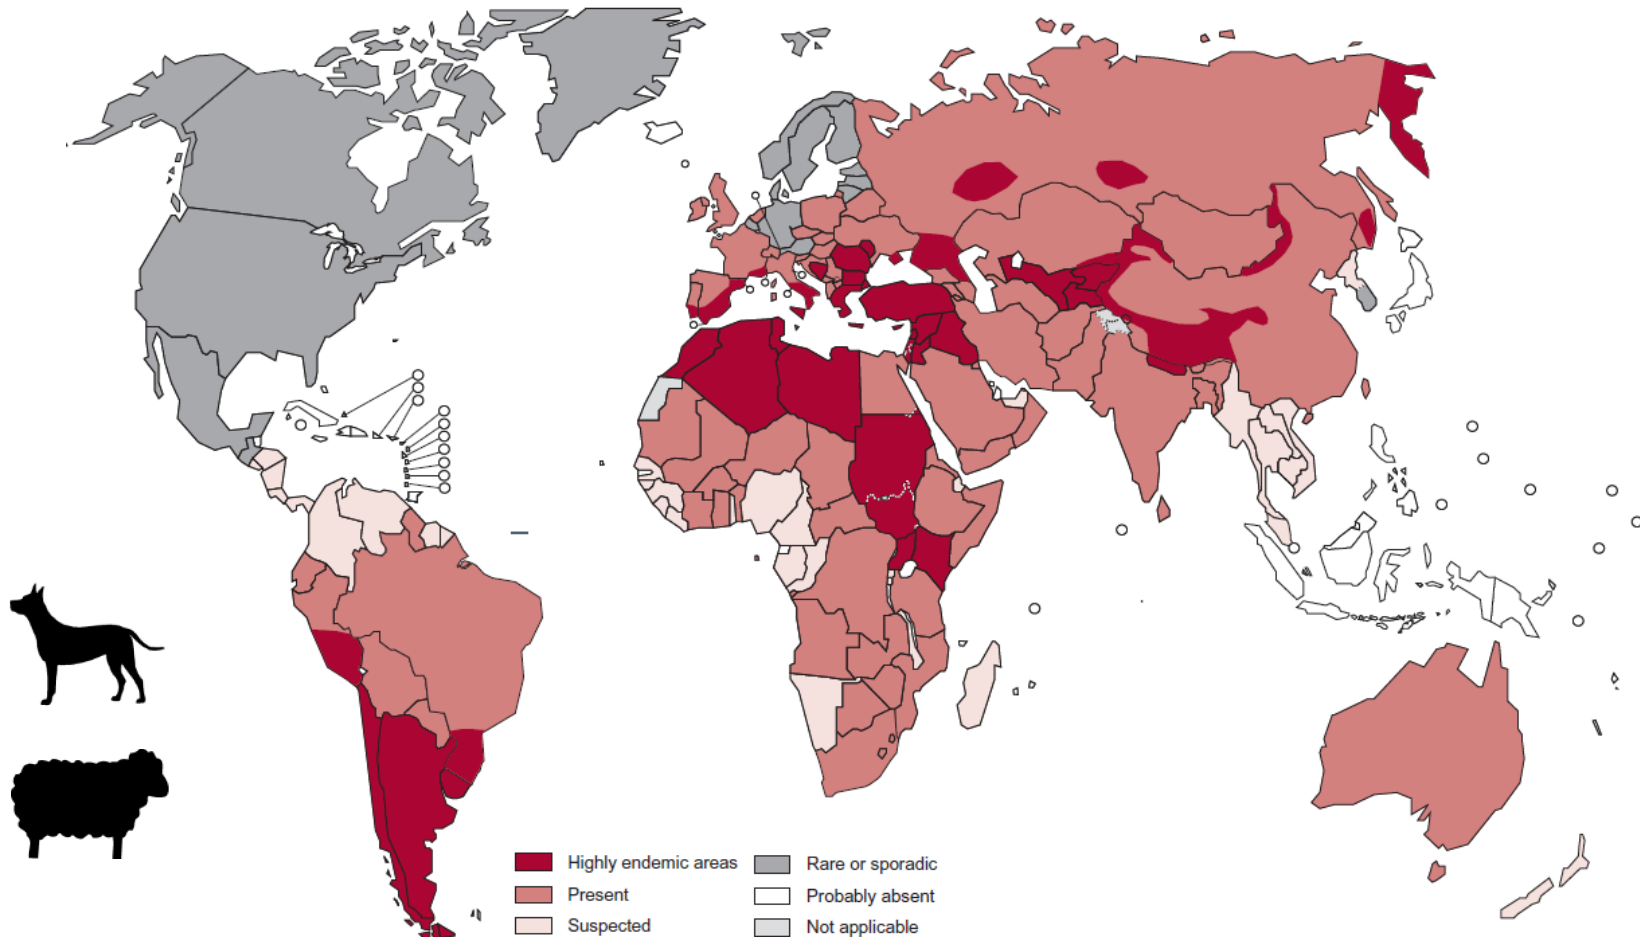 Highly endemic areas
Present
Suspected
Rare or sporadic
Probably absent
Not applicable